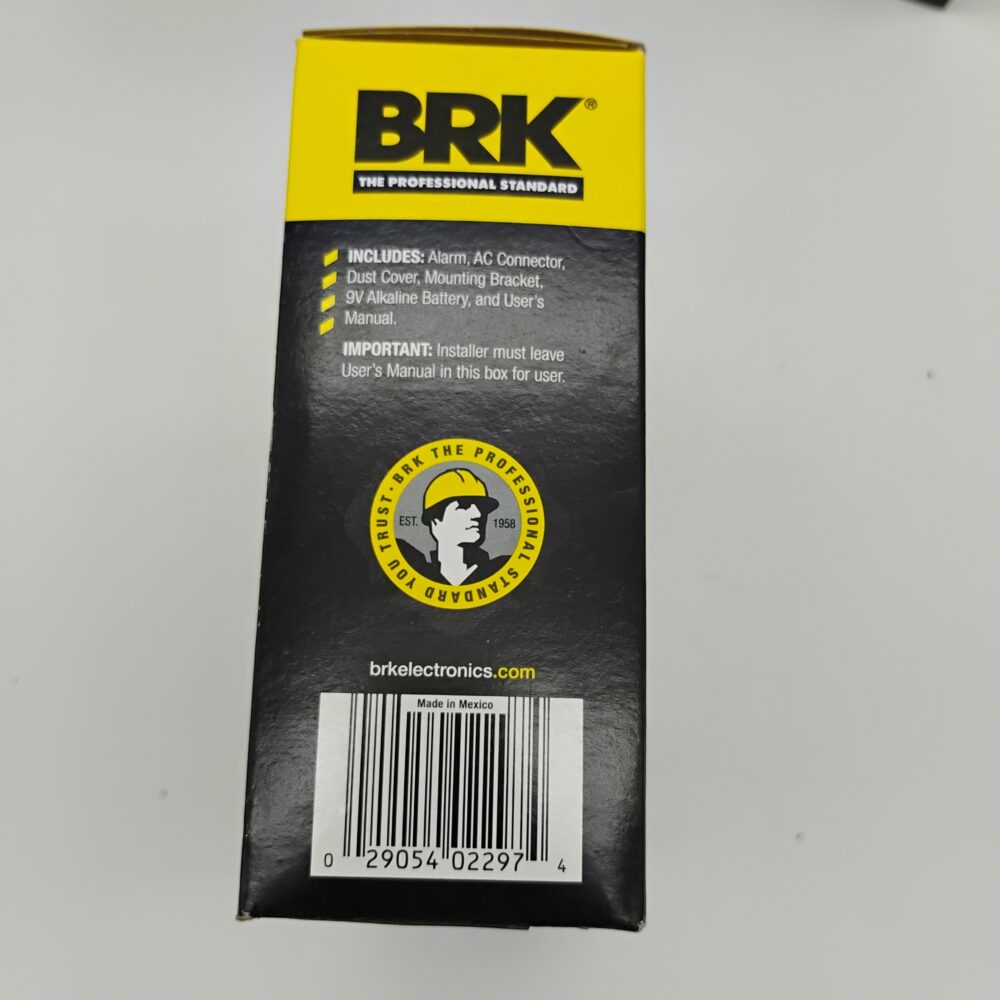 BRK®
THE PROFESSIONAL STANDARD
INCLUDES: Alarm, AC Connector,
Dust Cover, Mounting Bracket,
9V Alkaline Battery, and User's
Manual.
IMPORTANT: Installer must leave
User's Manual in this box for user.
BRK THE PROFESSIONAL STANDARD YOU TRUST ·
EST. 1958
brkelectronics.com
Made in Mexico
0 29054 02297 4